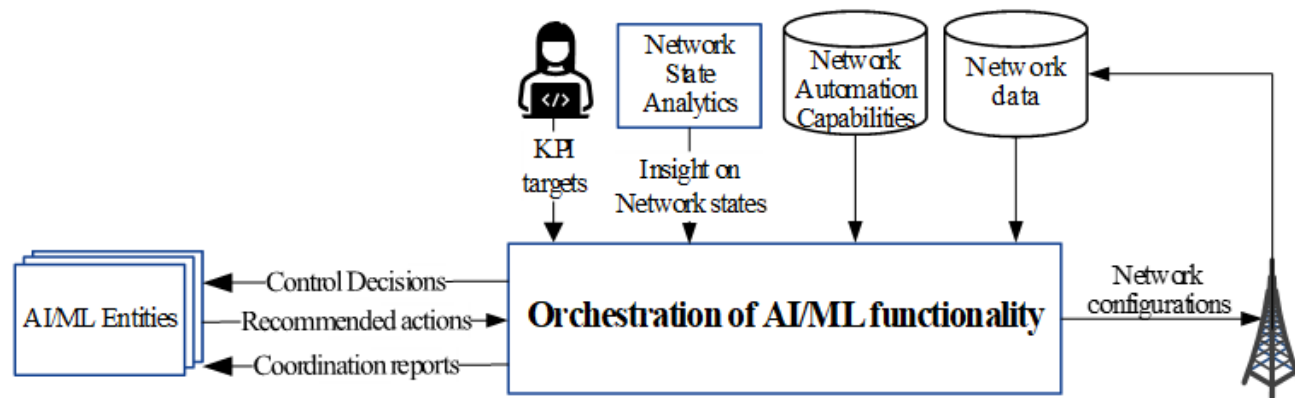 Network
State
Analytics
Network
Automation
Capabilities
Network
data
</>
KPI
targets
Insight on
Network states
AI/ML Entities
Control Decisions
Recommended actions
Coordination reports
Orchestration of AI/ML functionality
Network
configurations